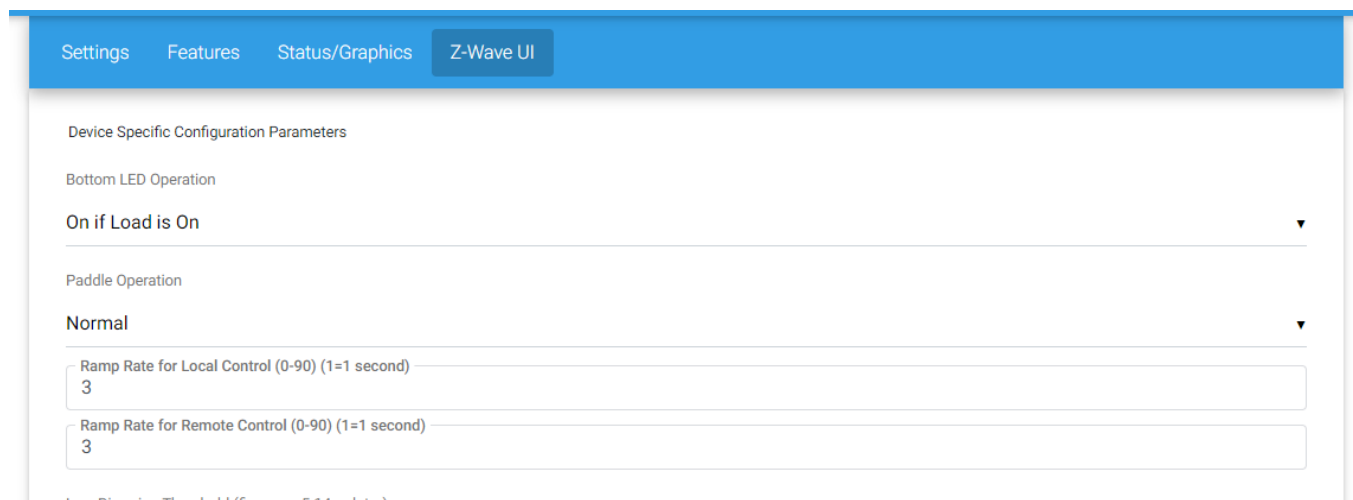 Settings Features Status/Graphics Z-Wave UI
Device Specific Configuration Parameters
Bottom LED Operation
On if Load is On
Paddle Operation
Normal
Ramp Rate for Local Control (0-90) (1=1 second)
3
Ramp Rate for Remote Control (0-90) (1=1 second)
3